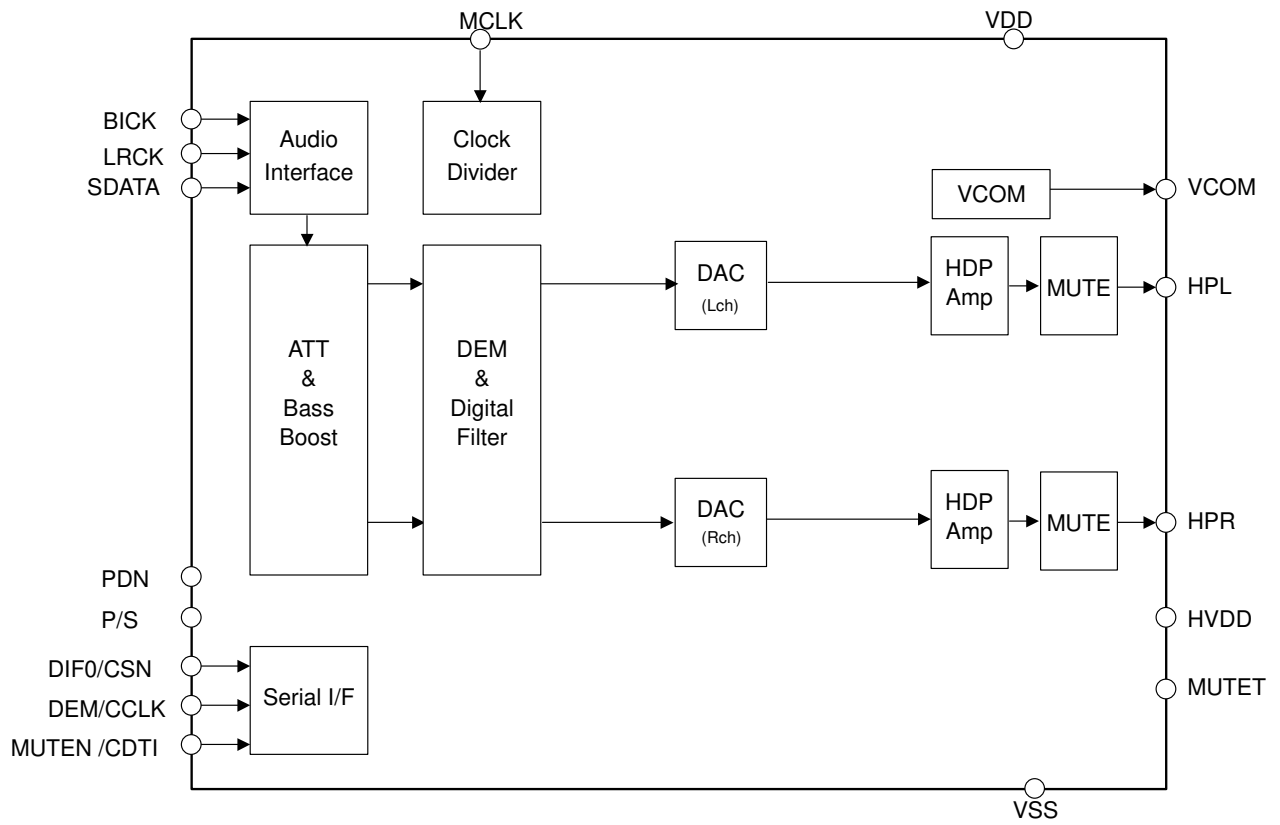 MCLK
VDD
BICK
LRCK
SDATA
Audio
Interface
Clock
Divider
VCOM
VCOM
ATT
&
Bass
Boost
DEM
&
Digital
Filter
DAC
(Lch)
HDP
Amp
MUTE
HPL
DAC
(Rch)
HDP
Amp
MUTE
HPR
PDN
P/S
DIF0/CSN
DEM/CCLK
MUTEN /CDTI
Serial I/F
HVDD
MUTET
VSS